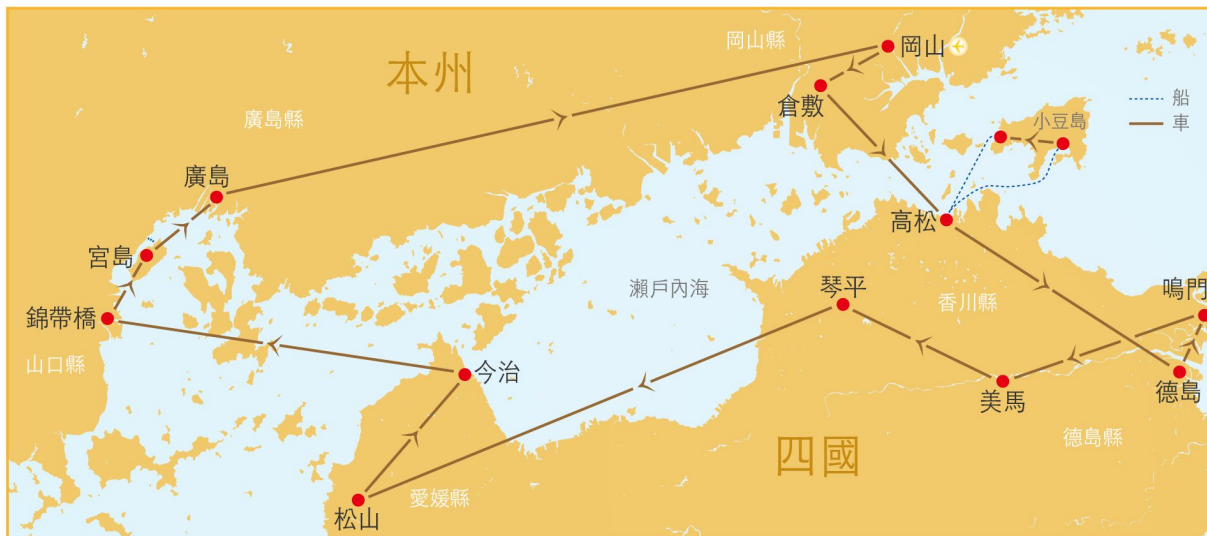 岡山縣
岡山
本州
倉敷
船
車
小豆島
廣島縣
廣島
高松
宮島
瀨戶內海
琴平
香川縣
鳴門
錦帶橋
山口縣
今治
美馬
德島
德島縣
四國
愛媛縣
松山